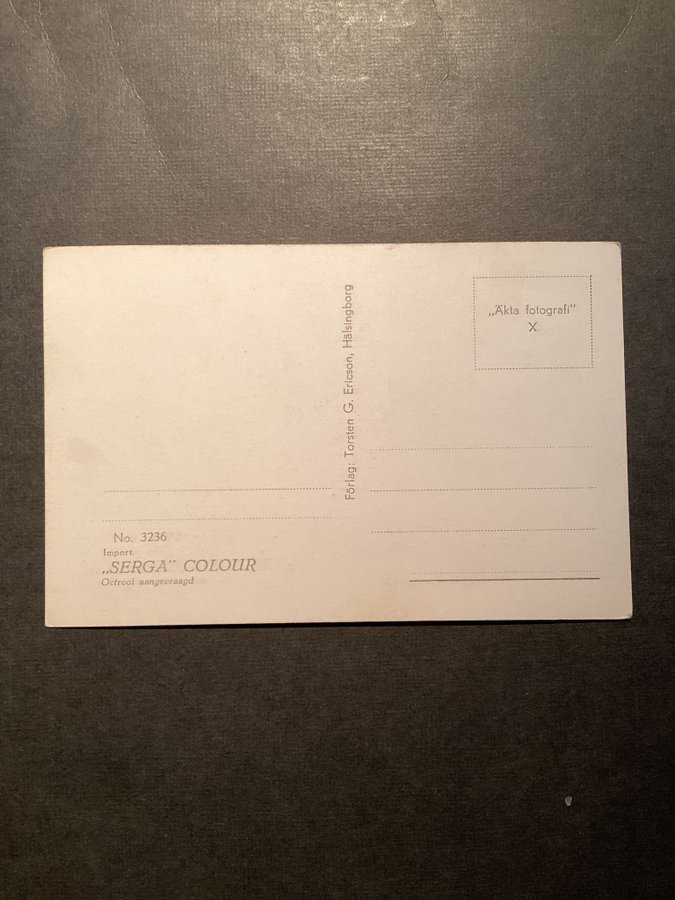 „Äkta fotografi"
X
Förlag: Torsten G. Ericson, Hälsingborg
No. 3236
Import
„SERGA" COLOUR
Octrooi aangevraagd